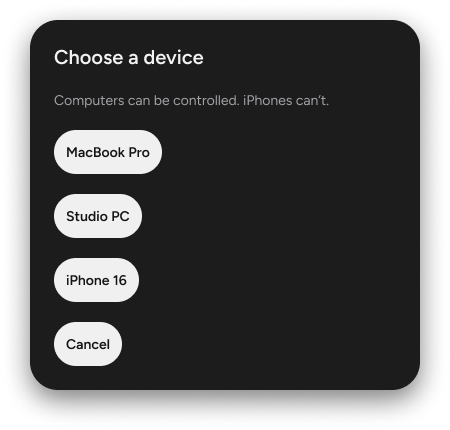 Choose a device
Computers can be controlled. iPhones can't.
MacBook Pro
Studio PC
iPhone 16
Cancel